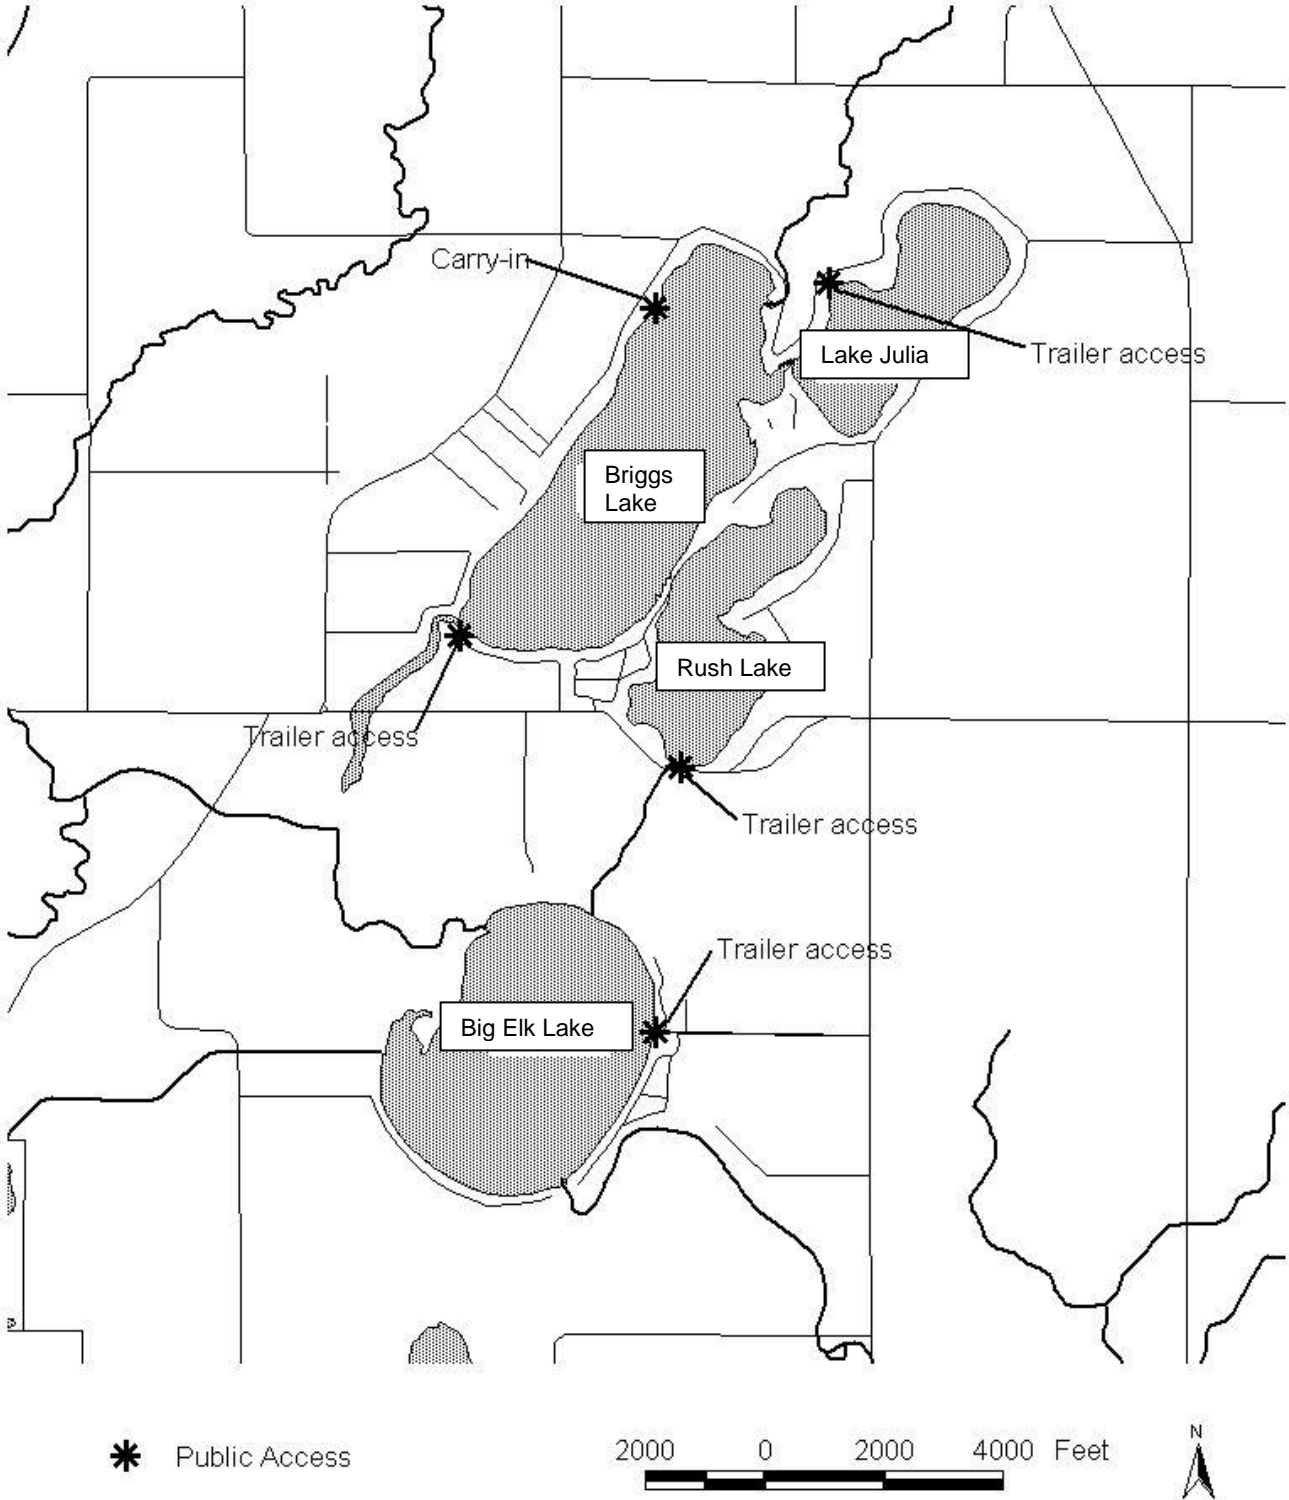 Carry-in
Trailer access
Lake Julia
Briggs
Lake
Rush Lake
Trailer access
Trailer access
Trailer access
Big Elk Lake
Public Access
2000 0 2000 4000 Feet
N